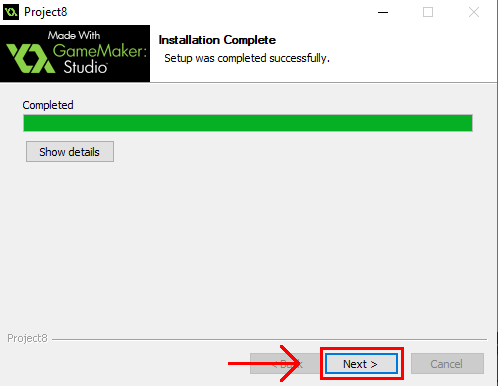 Project8
Made With
GameMaker:
Studio
Installation Complete
Setup was completed successfully.
Completed
Show details
Project8
< Back
Next >
Cancel